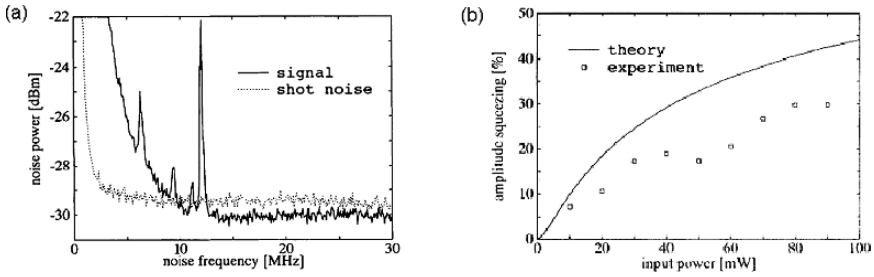 (a)
-22
-24
-26
-28
-30
noise power [dBm]
signal
shot noise
0
10
20
30
noise frequency [MHz]
(b)
50
40
30
20
10
0
amplitude squeezing [%]
theory
experiment
0
20
40
60
80
100
input power [mW]